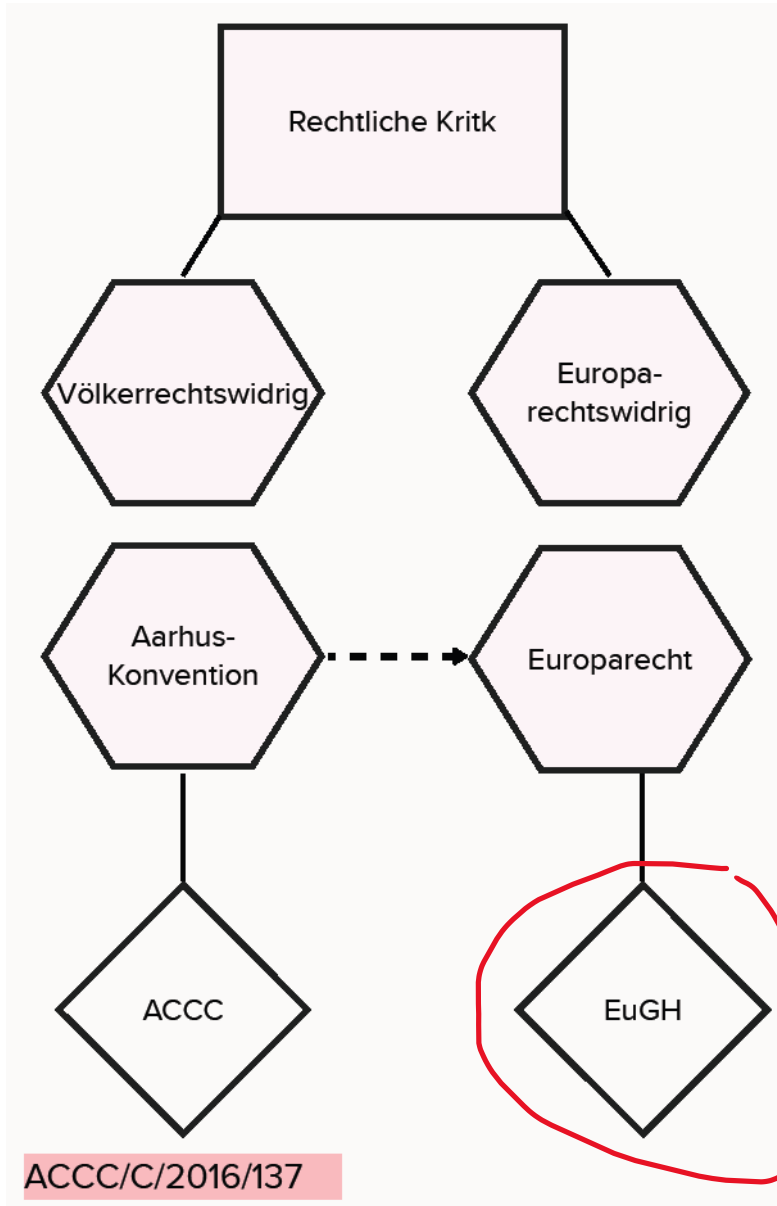 Rechtliche Kritk
Völkerrechtswidrig
Europa-
rechtswidrig
Aarhus-
Konvention
Europarecht
ACCC
EuGH
ACCC/C/2016/137